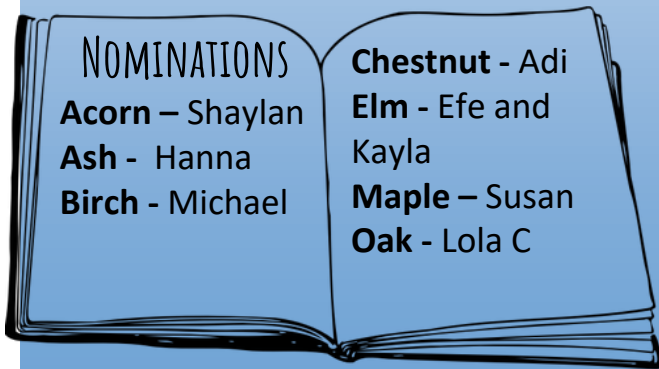 NOMINATIONS
Acorn – Shaylan
Ash - Hanna
Birch - Michael
Chestnut - Adi
Elm - Efe and
Kayla
Maple – Susan
Oak - Lola C